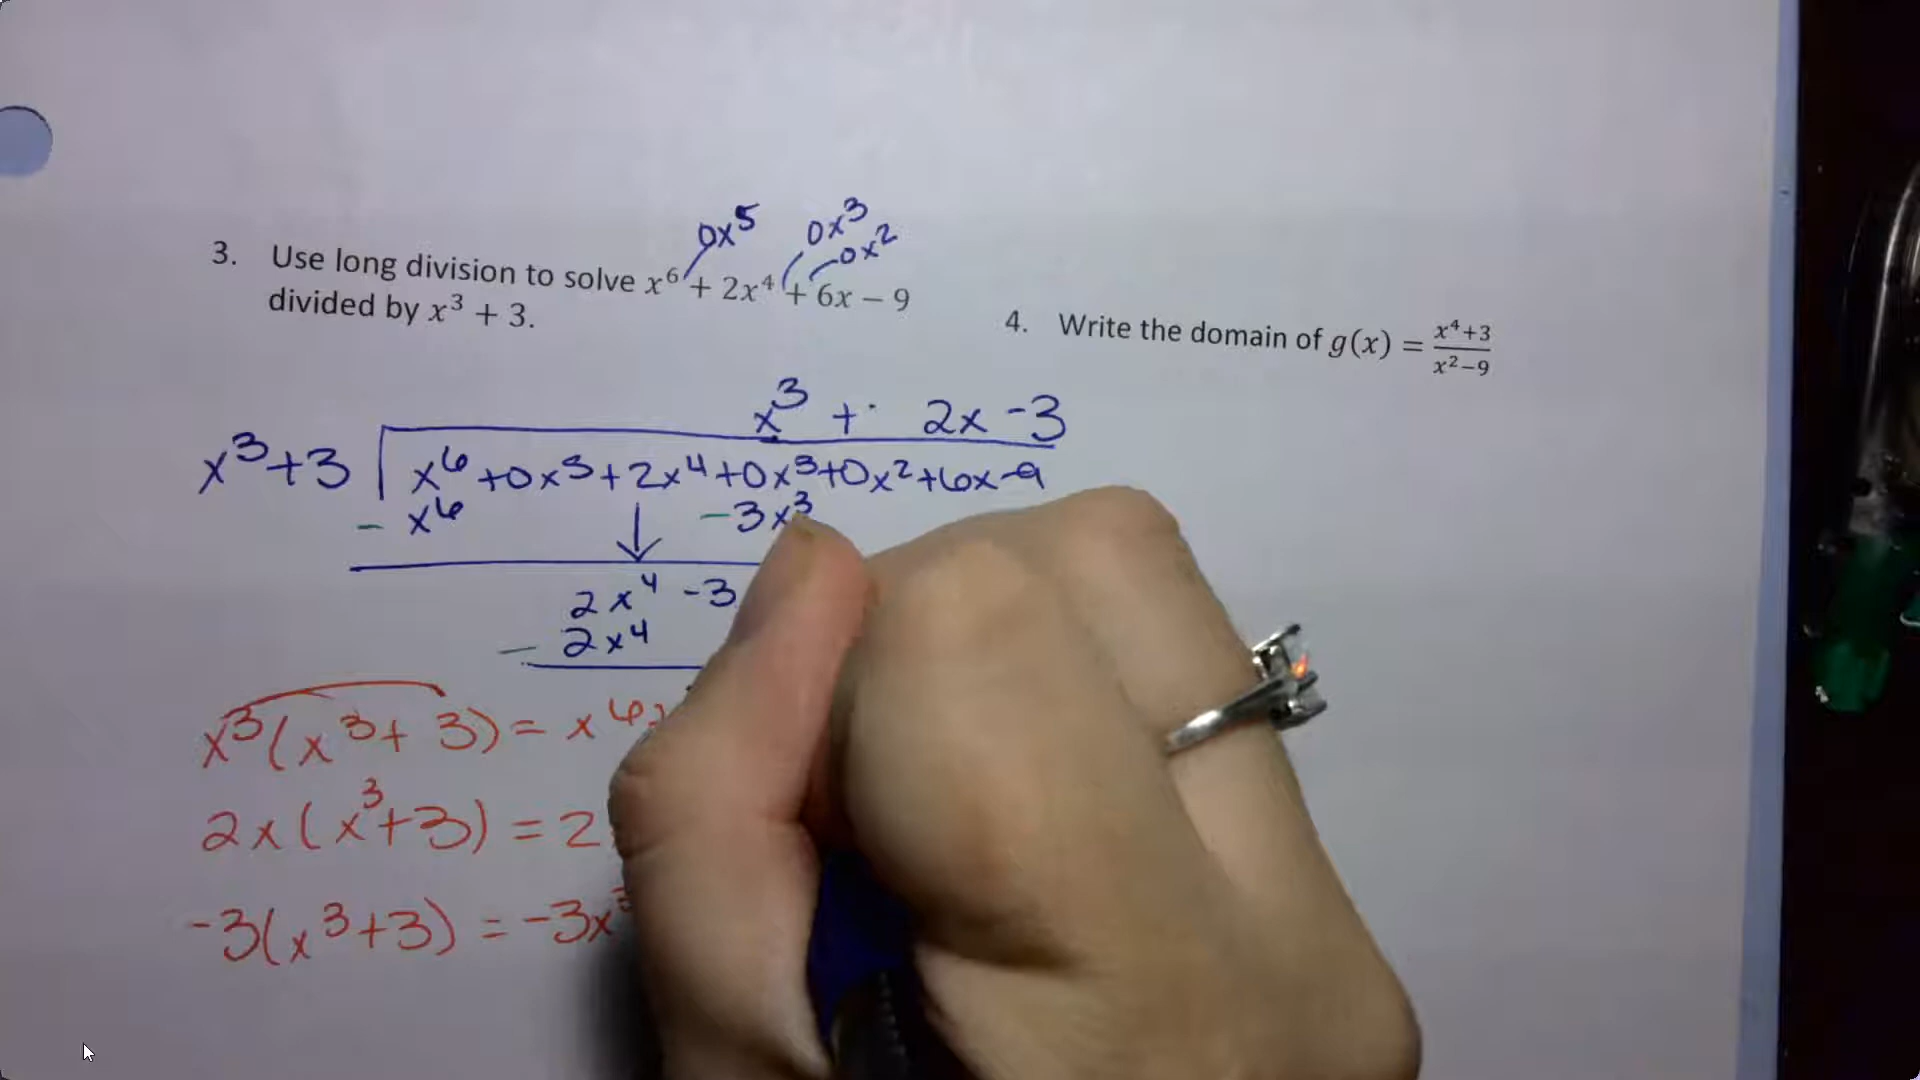 0x⁵ 0x³
0x²
3. Use long division to solve x⁶ + 2x⁴ + 6x − 9
divided by x³ + 3.
4. Write the domain of g(x) = (x⁴+3)/(x²−9)
x³ + 2x - 3
x³+3 x⁶+0x³+2x⁴+0x³+0x²+6x-9
- x⁶ -3x³
2x⁴ -3
- 2x⁴
x³(x³+3) = x⁶+
2x(x³+3) = 2
-3(x³+3) = -3x³